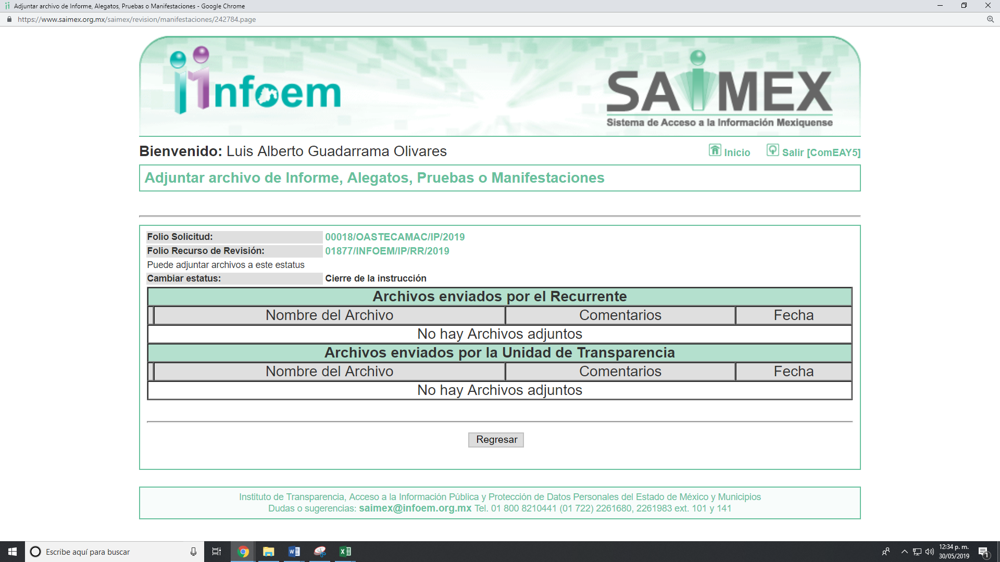 Adjuntar archivo de Informe, Alegatos, Pruebas o Manifestaciones - Google Chrome
https://www.saimex.org.mx/saimex/revision/manifestaciones/242784.page
infoem
SAIMEX
Sistema de Acceso a la Información Mexiquense
Bienvenido: Luis Alberto Guadarrama Olivares
Inicio Salir [ComEAY5]
Adjuntar archivo de Informe, Alegatos, Pruebas o Manifestaciones
Folio Solicitud: 00018/OASTECAMAC/IP/2019
Folio Recurso de Revisión: 01877/INFOEM/IP/RR/2019
Puede adjuntar archivos a este estatus
Cambiar estatus: Cierre de la instrucción
Archivos enviados por el Recurrente
Nombre del Archivo Comentarios Fecha
No hay Archivos adjuntos
Archivos enviados por la Unidad de Transparencia
Nombre del Archivo Comentarios Fecha
No hay Archivos adjuntos
Regresar
Instituto de Transparencia, Acceso a la Información Pública y Protección de Datos Personales del Estado de México y Municipios
Dudas o sugerencias: saimex@infoem.org.mx Tel. 01 800 8210441 (01 722) 2261680, 2261983 ext. 101 y 141
Escribe aquí para buscar
12:34 p. m.
30/05/2019
1